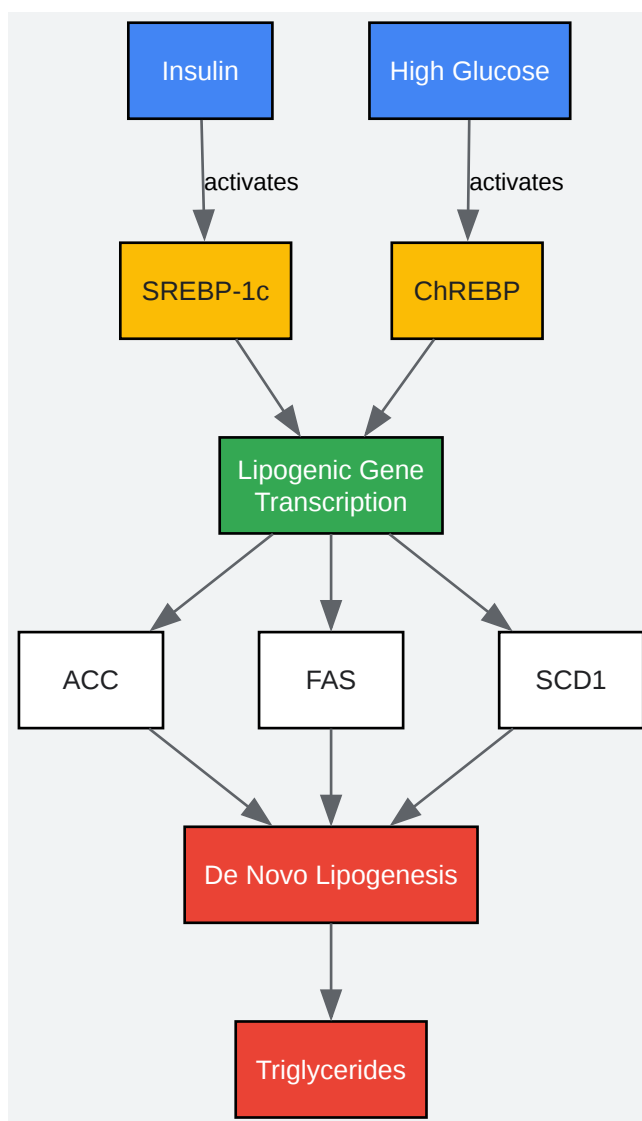 Insulin
High Glucose
activates
activates
SREBP-1c
ChREBP
Lipogenic Gene
Transcription
ACC
FAS
SCD1
De Novo Lipogenesis
Triglycerides